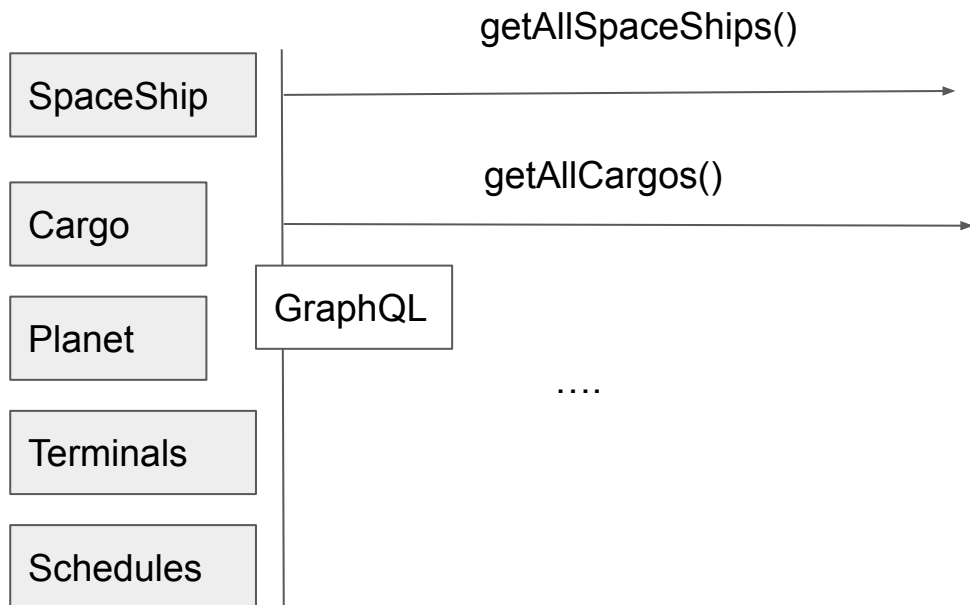 getAllSpaceShips()
SpaceShip
getAllCargos()
Cargo
GraphQL
Planet
....
Terminals
Schedules